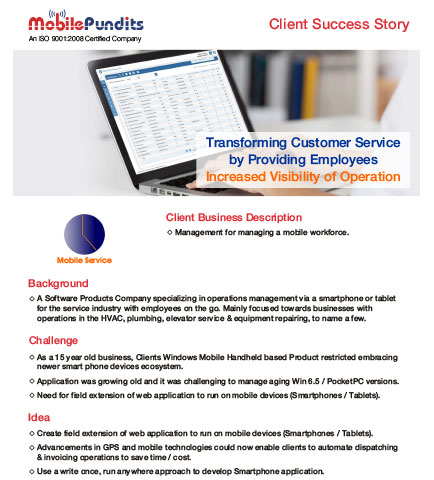 MobilePundits
An ISO 9001:2008 Certified Company
Client Success Story
Transforming Customer Service
by Providing Employees
Increased Visibility of Operation
Mobile Service
Client Business Description
◇ Management for managing a mobile workforce.
Background
◇ A Software Products Company specializing in operations management via a smartphone or tablet
for the service industry with employees on the go. Mainly focused towards businesses with
operations in the HVAC, plumbing, elevator service & equipment repairing, to name a few.
Challenge
◇ As a 15 year old business, Clients Windows Mobile Handheld based Product restricted embracing
newer smart phone devices ecosystem.
◇ Application was growing old and it was challenging to manage aging Win 6.5 / PocketPC versions.
◇ Need for field extension of web application to run on mobile devices (Smartphones / Tablets).
Idea
◇ Create field extension of web application to run on mobile devices (Smartphones / Tablets).
◇ Advancements in GPS and mobile technologies could now enable clients to automate dispatching
& invoicing operations to save time / cost.
◇ Use a write once, run anywhere approach to develop Smartphone application.